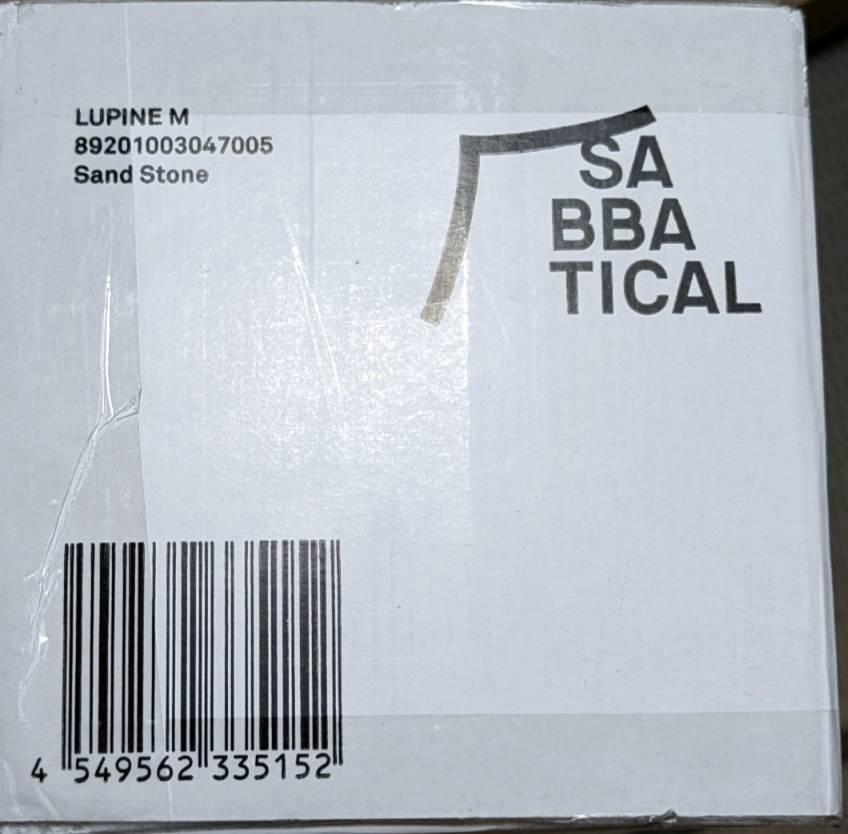 LUPINE M
89201003047005
Sand Stone
SA
BBA
TICAL
4 549562 335152